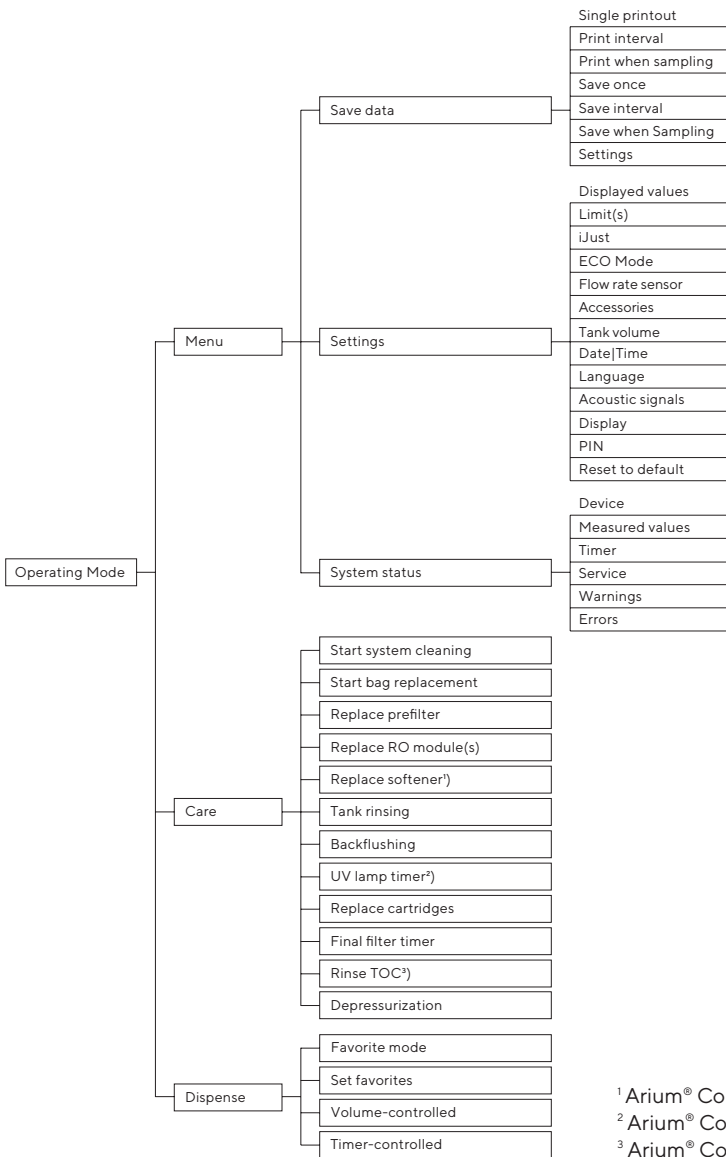 Operating Mode
Menu
Save data
Single printout
Print interval
Print when sampling
Save once
Save interval
Save when Sampling
Settings
Settings
Displayed values
Limit(s)
iJust
ECO Mode
Flow rate sensor
Accessories
Tank volume
Date|Time
Language
Acoustic signals
Display
PIN
Reset to default
System status
Device
Measured values
Timer
Service
Warnings
Errors
Care
Start system cleaning
Start bag replacement
Replace prefilter
Replace RO module(s)
Replace softener¹)
Tank rinsing
Backflushing
UV lamp timer²)
Replace cartridges
Final filter timer
Rinse TOC³)
Depressurization
Dispense
Favorite mode
Set favorites
Volume-controlled
Timer-controlled
¹ Arium® Co
² Arium® Co
³ Arium® Co